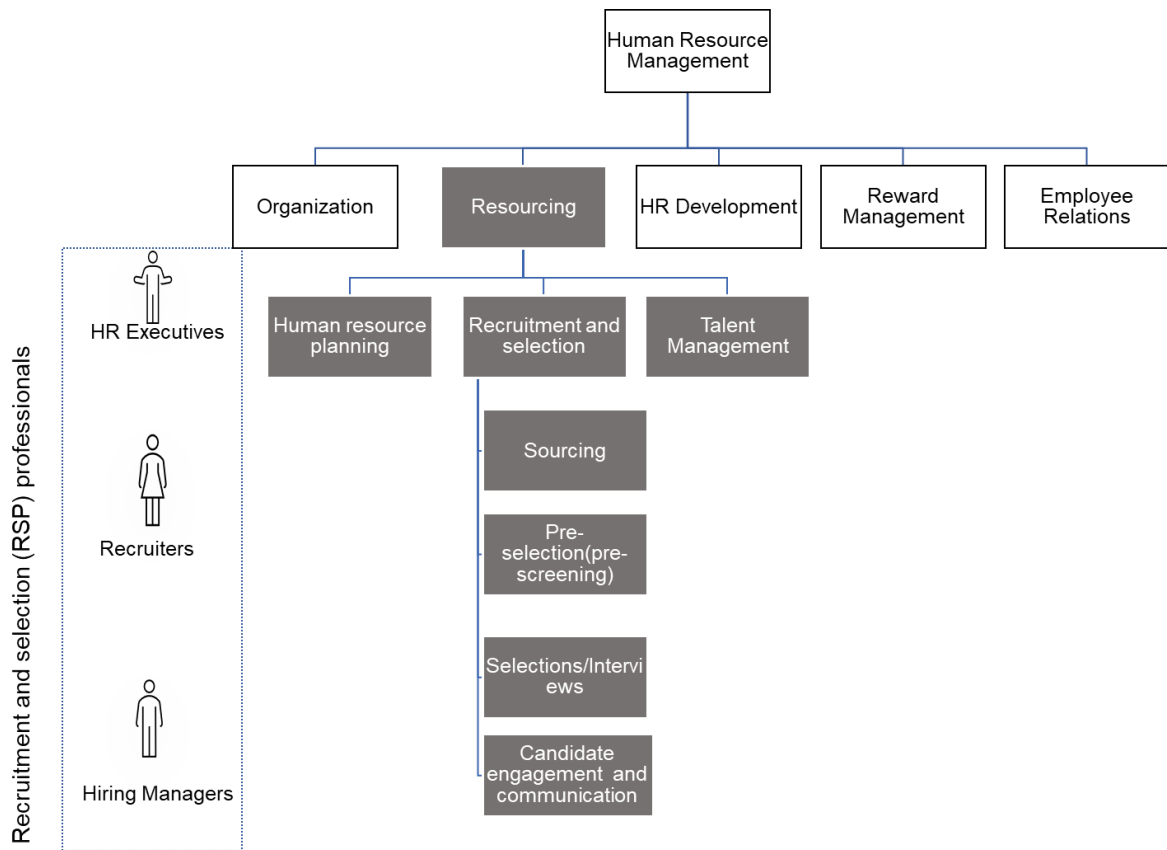 Human Resource
Management
Organization
Resourcing
HR Development
Reward
Management
Employee
Relations
HR Executives
Human resource
planning
Recruitment and
selection
Talent
Management
Sourcing
Recruiters
Pre-
selection(pre-
screening)
Selections/Intervi
ews
Hiring Managers
Candidate
engagement and
communication
Recruitment and selection (RSP) professionals